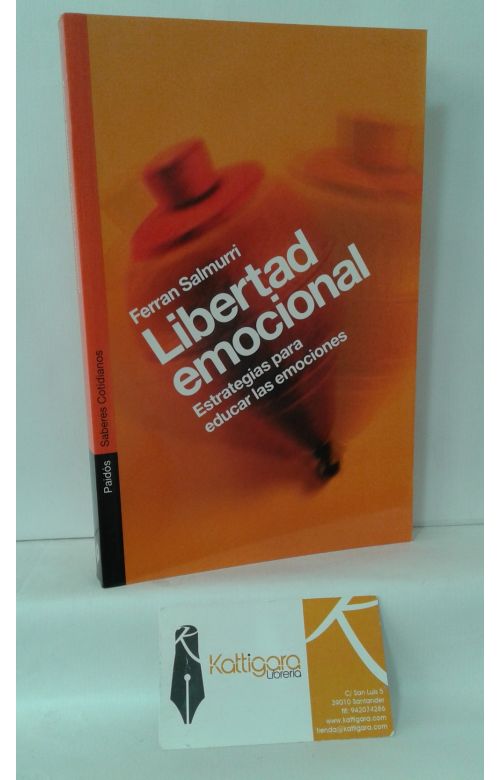 Ferran Salmurri
Libertad
emocional
Estrategias para
educar las emociones
Paidós Saberes Cotidianos
Kattigara
Librería
C/ San Luis 5
39010 Santander
tlf: 942074286
www.kattigara.com
tienda@kattigara.com